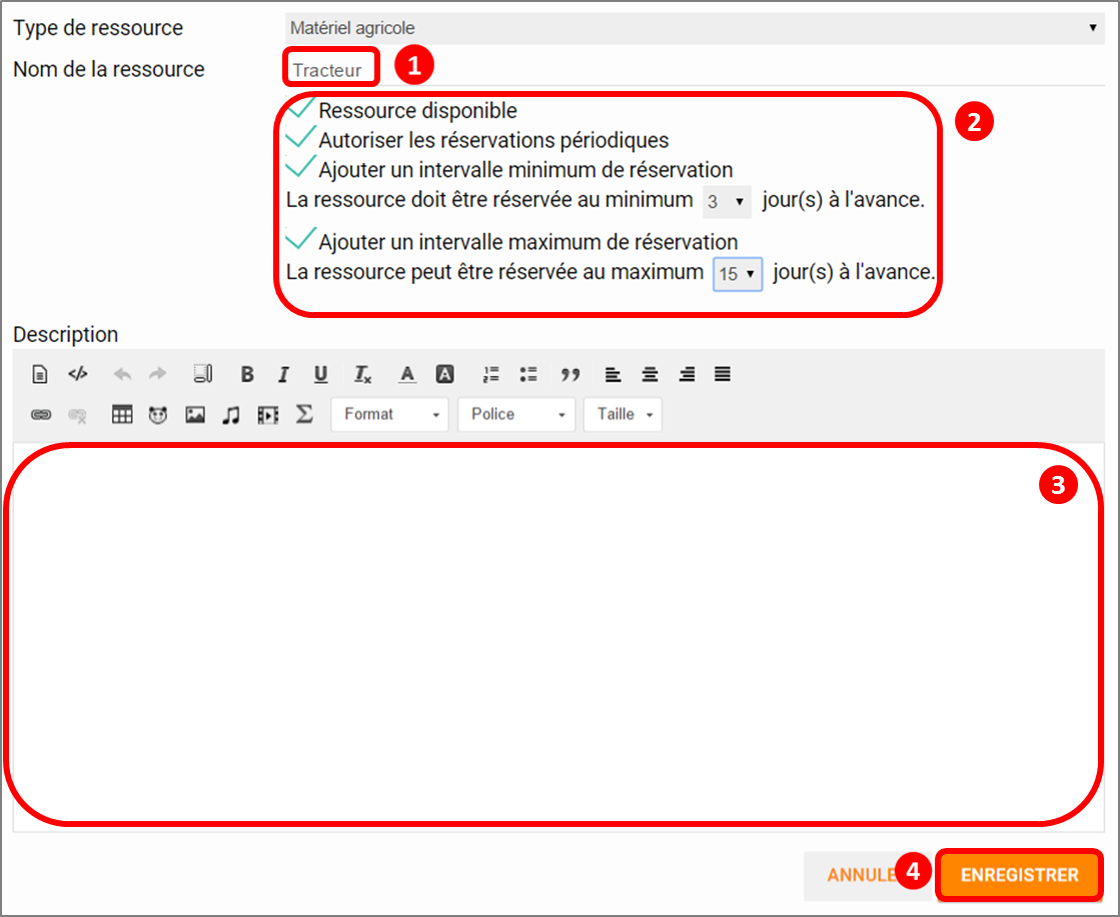 Type de ressource Matériel agricole
Nom de la ressource Tracteur 1
Ressource disponible 2
Autoriser les réservations périodiques
Ajouter un intervalle minimum de réservation
La ressource doit être réservée au minimum 3 jour(s) à l'avance.
Ajouter un intervalle maximum de réservation
La ressource peut être réservée au maximum 15 jour(s) à l'avance.
Description
B I U Tx A A
Format Police Taille
3
ANNULE 4 ENREGISTRER